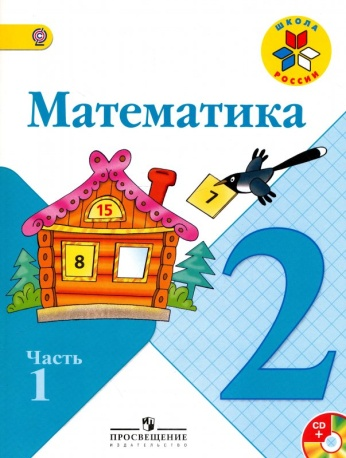 ШКОЛА
РОССИИ
Математика
15
7
8
2
Часть
1
CD
+
ПРОСВЕЩЕНИЕ
ИЗДАТЕЛЬСТВО